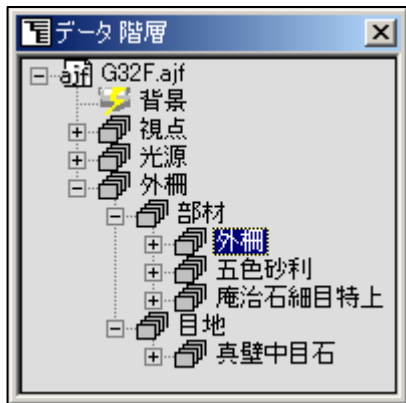 データ階層
ajf G32F.ajf
背景
視点
光源
外柵
部材
外柵
五色砂利
庵治石細目特上
目地
真壁中目石